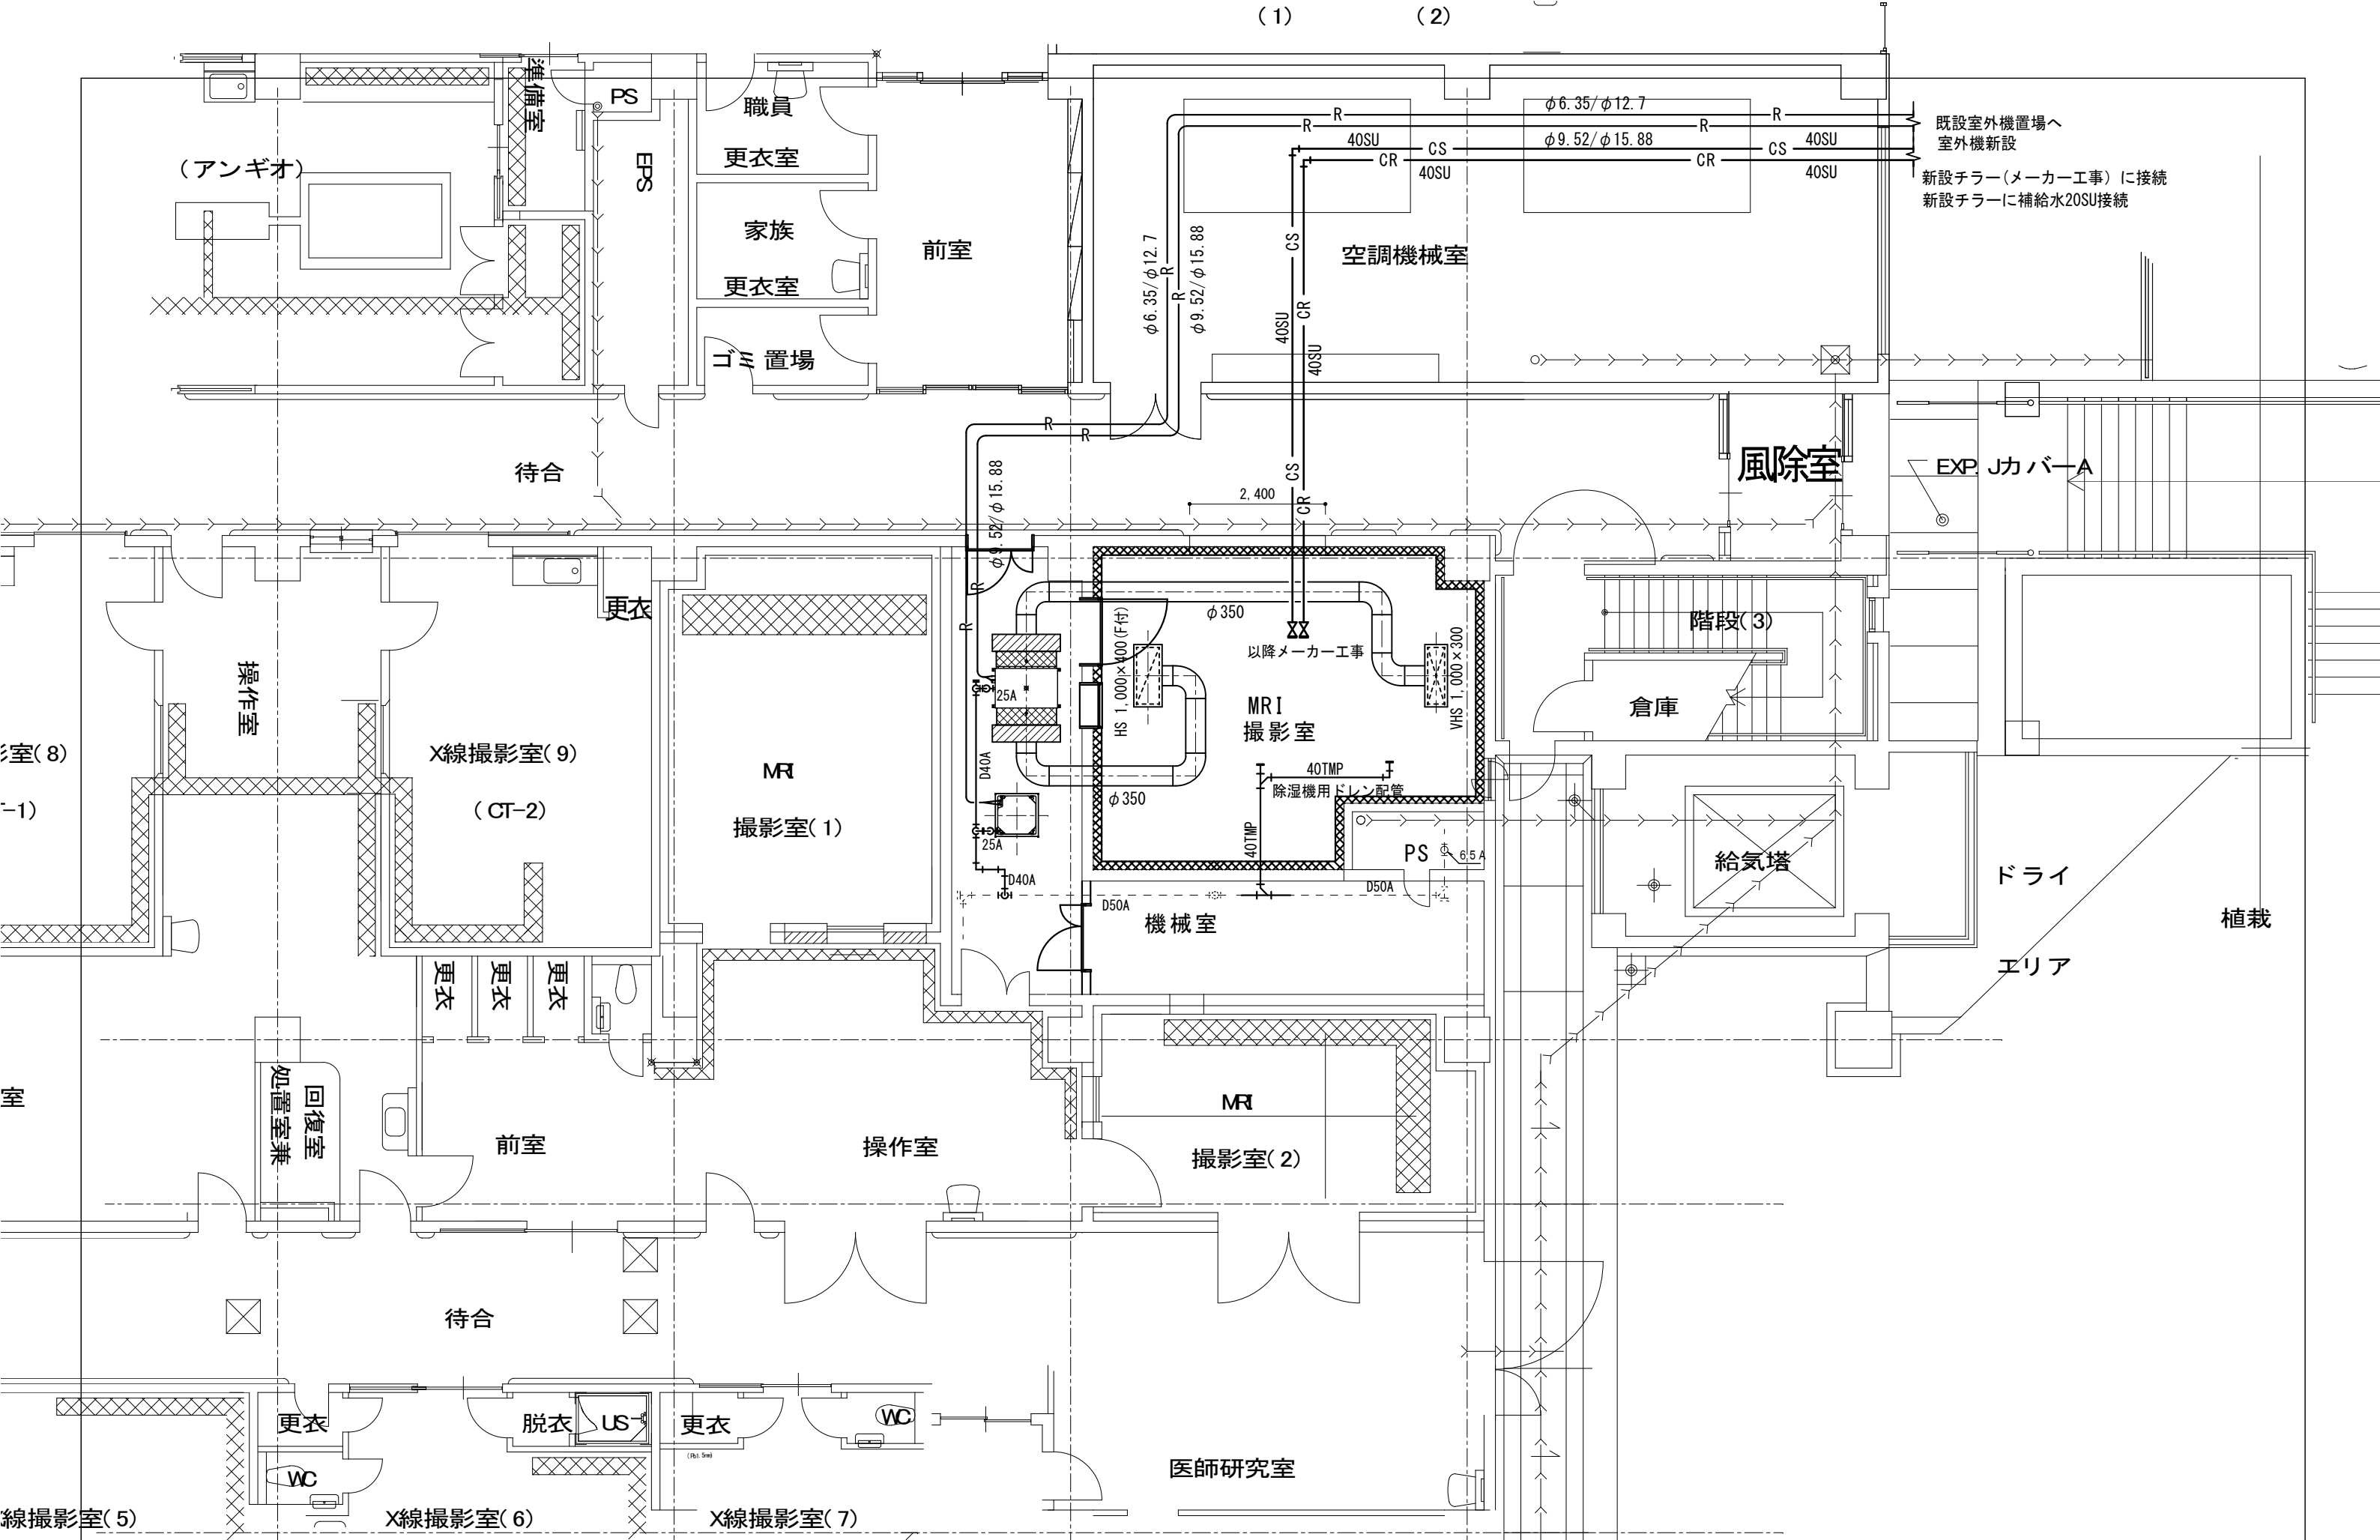 (1)
(2)
準備室
PS
職員
更衣室
EPS
(アンギオ)
家族
更衣室
前室
ゴミ置場
R
R
φ6.35/φ12.7
R
R
40SU
CS
φ9.52/φ15.88
CS
40SU
CR
40SU
CR
40SU
既設室外機置場へ
室外機新設
新設チラー(メーカー工事)に接続
新設チラーに補給水20SU接続
φ6.35/φ12.7
R
R
φ9.52/φ15.88
CS
CR
40SU
40SU
空調機械室
R
R
待合
φ9.52/φ15.88
CS
CR
2,400
風除室
EXP.JカバーA
R
R
更衣
操作室
φ350
HS 1,000×400(F付)
以降メーカー工事
VHS 1,000×300
階段(3)
倉庫
25A
MRI
撮影室
室(8)
X線撮影室(9)
MRI
D40A
-1)
(CT-2)
撮影室(1)
φ350
40TMP
除湿機用ドレン配管
40TMP
25A
D40A
PS
65A
D50A
D50A
機械室
給気塔
ドライ
エリア
植栽
更衣
更衣
更衣
室
処置室兼
回復室
前室
操作室
MRI
撮影室(2)
待合
更衣
脱衣
US
更衣
WC
WC
医師研究室
線撮影室(5)
X線撮影室(6)
X線撮影室(7)